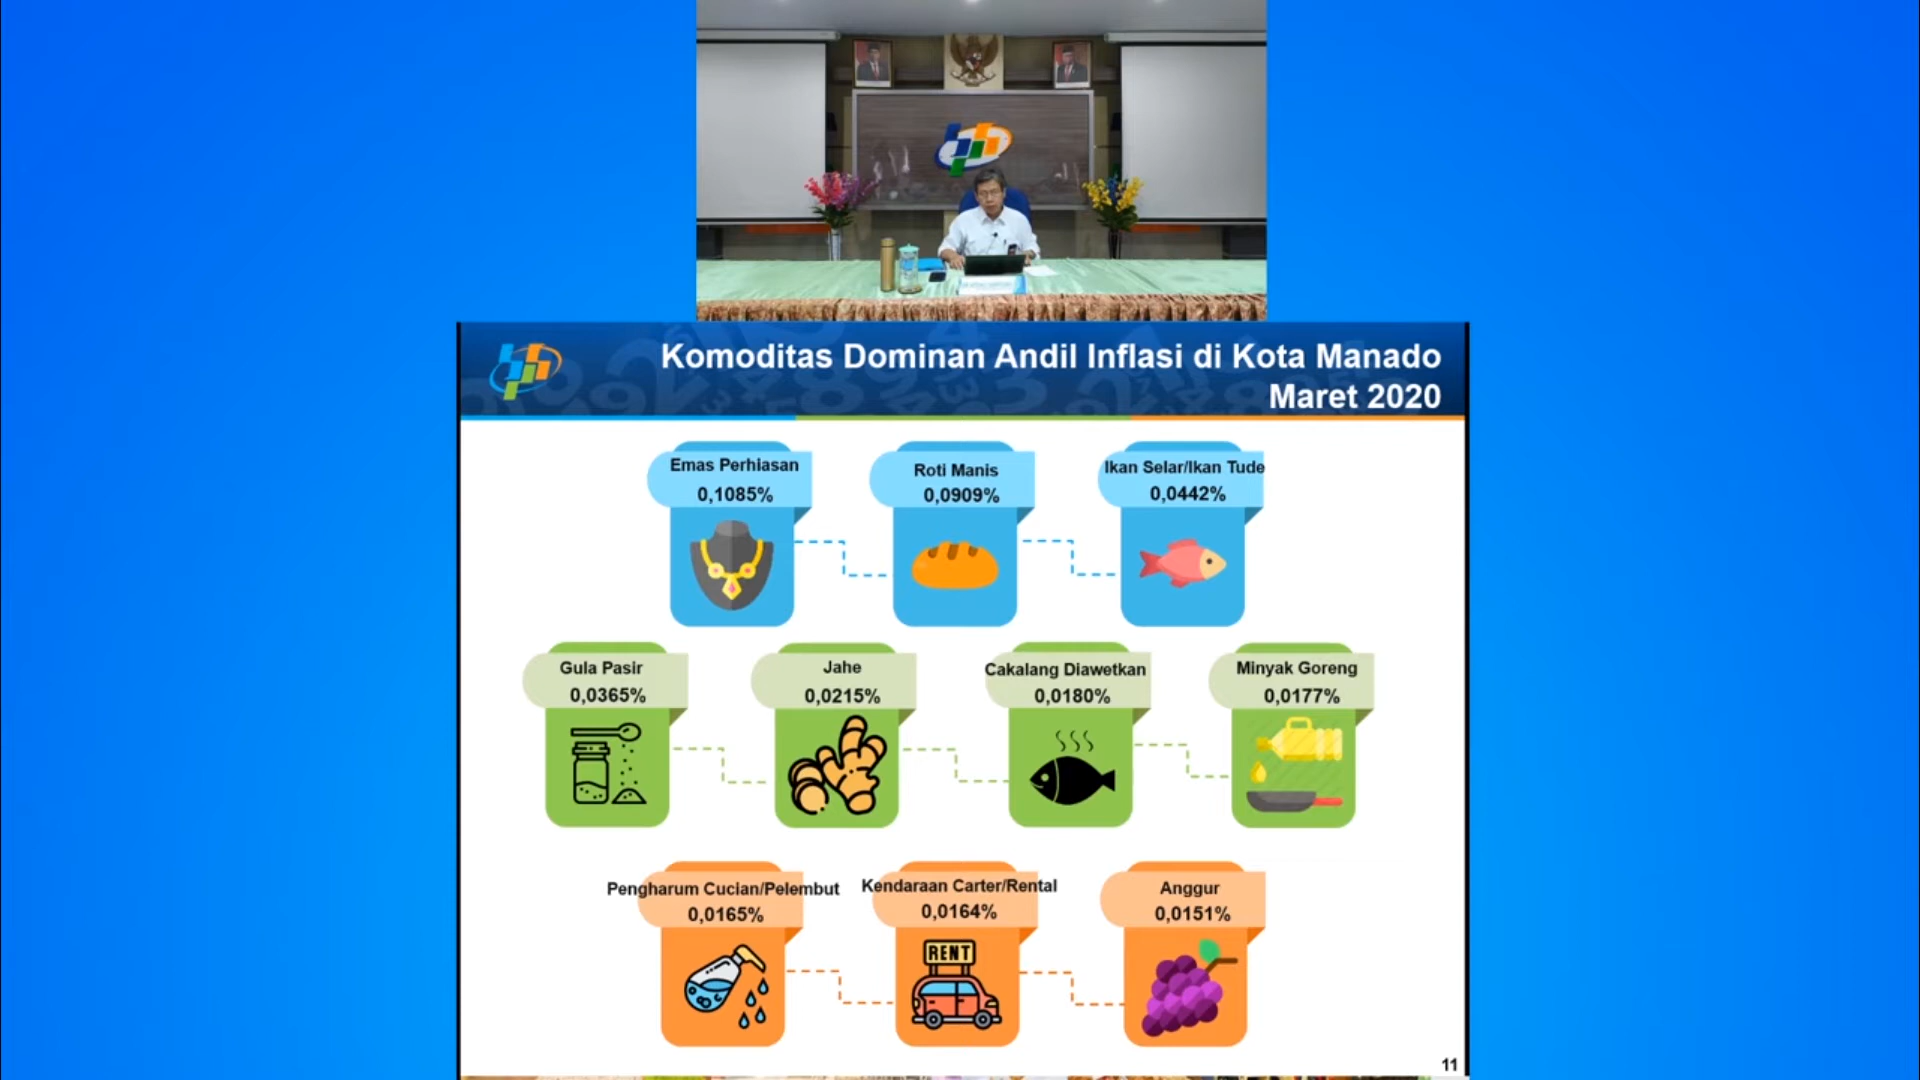 Komoditas Dominan Andil Inflasi di Kota Manado
Maret 2020
Emas Perhiasan
0,1085%
Roti Manis
0,0909%
Ikan Selar/Ikan Tude
0,0442%
Gula Pasir
0,0365%
Jahe
0,0215%
Cakalang Diawetkan
0,0180%
Minyak Goreng
0,0177%
Pengharum Cucian/Pelembut
0,0165%
Kendaraan Carter/Rental
0,0164%
RENT
Anggur
0,0151%
11